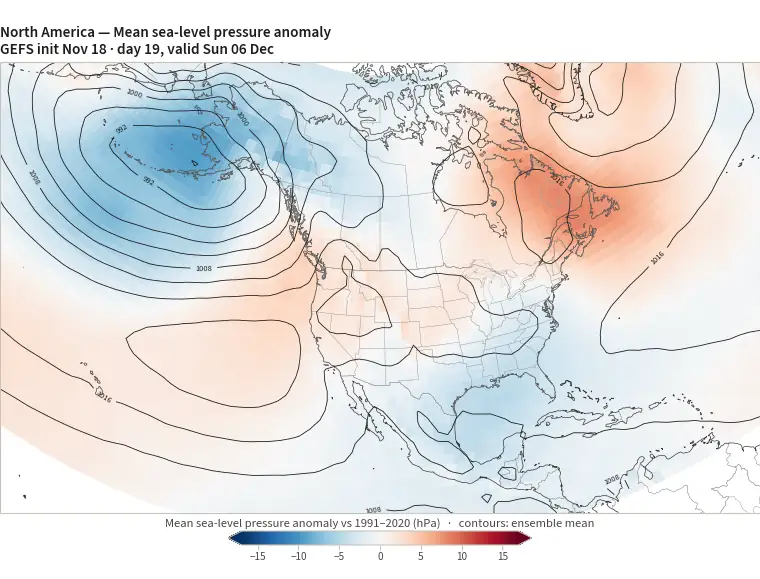 North America — Mean sea-level pressure anomaly
GEFS init Nov 18 · day 19, valid Sun 06 Dec
1000
1000
992
992
1008
1008
1016
1016
1016
1008
1008
Mean sea-level pressure anomaly vs 1991–2020 (hPa) · contours: ensemble mean
−15 −10 −5 0 5 10 15